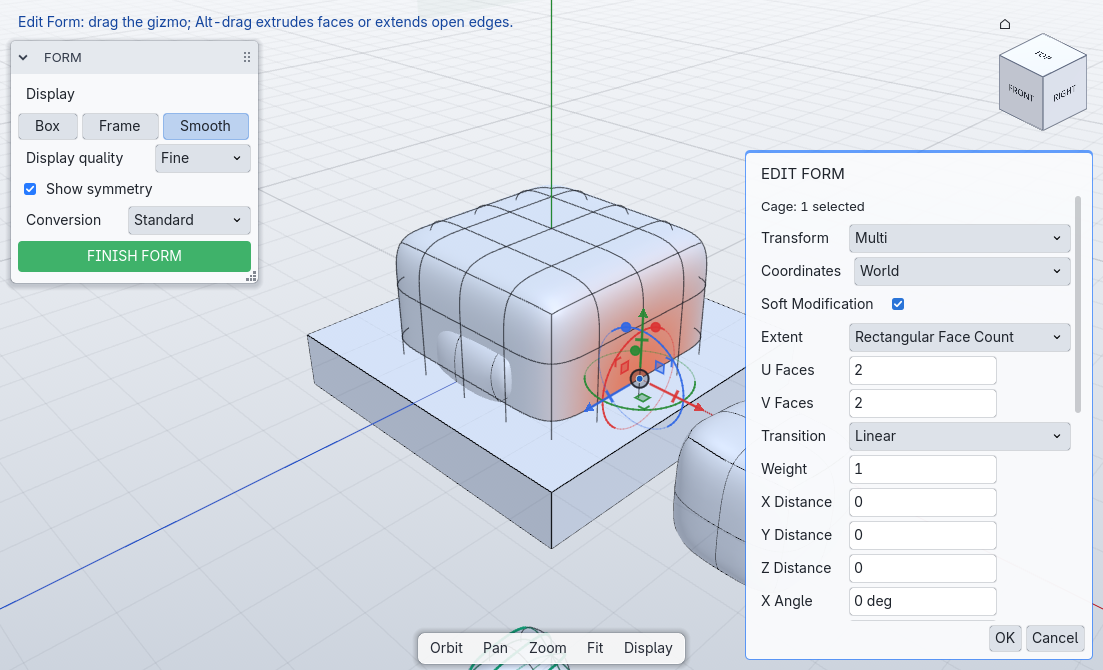 Edit Form: drag the gizmo; Alt-drag extrudes faces or extends open edges.
FORM
Display
Box Frame Smooth
Display quality Fine
Show symmetry
Conversion Standard
FINISH FORM
TOP
FRONT RIGHT
EDIT FORM
Cage: 1 selected
Transform Multi
Coordinates World
Soft Modification
Extent Rectangular Face Count
U Faces 2
V Faces 2
Transition Linear
Weight 1
X Distance 0
Y Distance 0
Z Distance 0
X Angle 0 deg
OK Cancel
Orbit Pan Zoom Fit Display